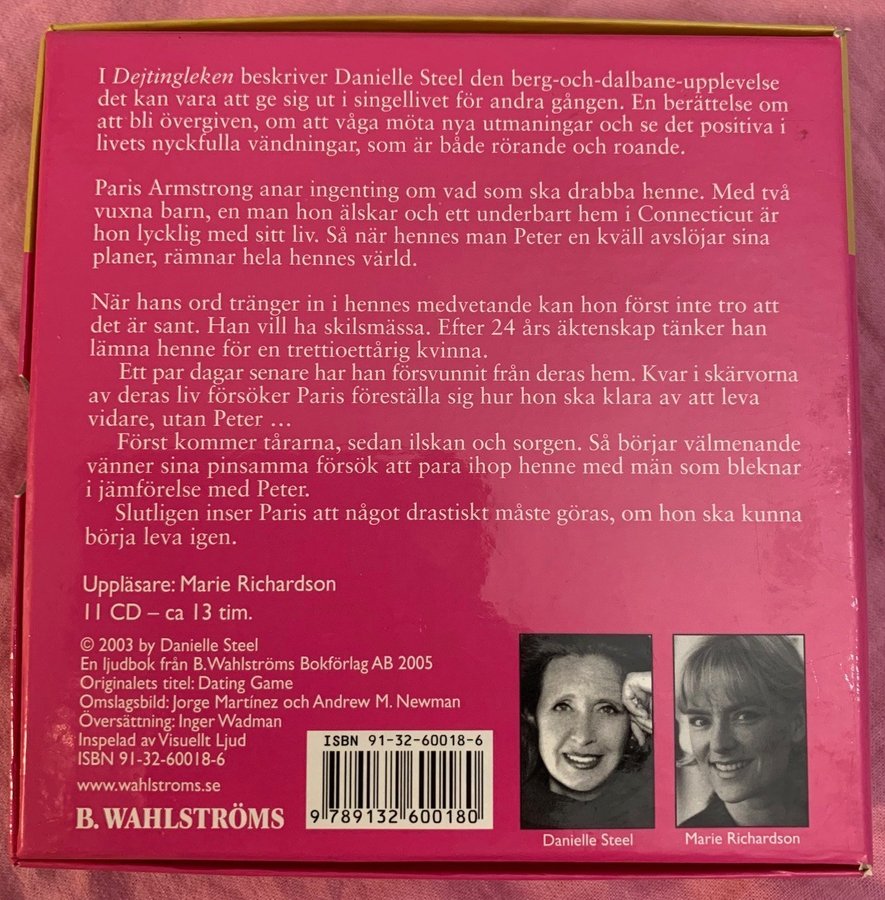 I Dejtingleken beskriver Danielle Steel den berg-och-dalbane-upplevelse
det kan vara att ge sig ut i singellivet för andra gången. En berättelse om
att bli övergiven, om att våga möta nya utmaningar och se det positiva i
livets nyckfulla vändningar, som är både rörande och roande.
Paris Armstrong anar ingenting om vad som ska drabba henne. Med två
vuxna barn, en man hon älskar och ett underbart hem i Connecticut är
hon lycklig med sitt liv. Så när hennes man Peter en kväll avslöjar sina
planer, rämnar hela hennes värld.
När hans ord tränger in i hennes medvetande kan hon först inte tro att
det är sant. Han vill ha skilsmässa. Efter 24 års äktenskap tänker han
lämna henne för en trettioettårig kvinna.
Ett par dagar senare har han försvunnit från deras hem. Kvar i skärvorna
av deras liv försöker Paris föreställa sig hur hon ska klara av att leva
vidare, utan Peter ...
Först kommer tårarna, sedan ilskan och sorgen. Så börjar välmenande
vänner sina pinsamma försök att para ihop henne med män som bleknar
i jämförelse med Peter.
Slutligen inser Paris att något drastiskt måste göras, om hon ska kunna
börja leva igen.
Uppläsare: Marie Richardson
11 CD – ca 13 tim.
© 2003 by Danielle Steel
En ljudbok från B.Wahlströms Bokförlag AB 2005
Originalets titel: Dating Game
Omslagsbild: Jorge Martínez och Andrew M. Newman
Översättning: Inger Wadman
Inspelad av Visuellt Ljud
ISBN 91-32-60018-6
www.wahlstroms.se
B. WAHLSTRÖMS
ISBN 91-32-60018-6
9 789132 600180
Danielle Steel
Marie Richardson